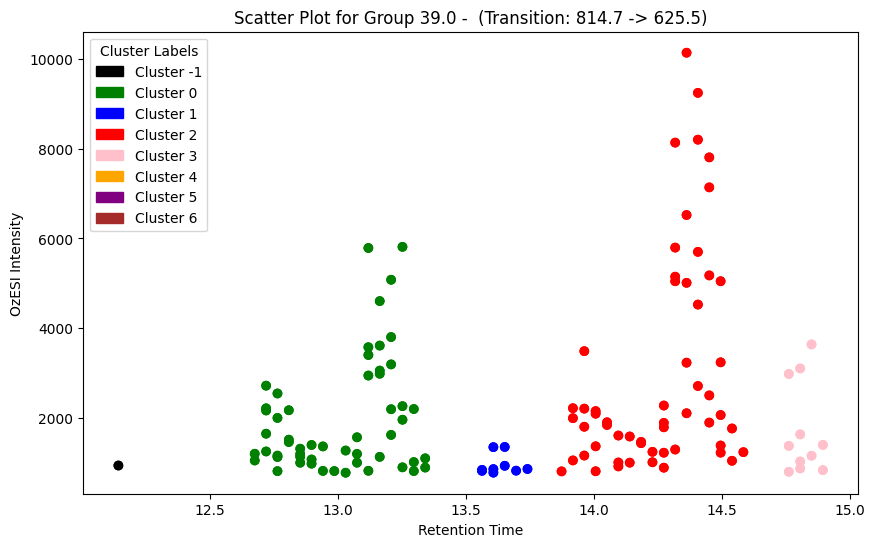 Scatter Plot for Group 39.0 -  (Transition: 814.7 -> 625.5)
Cluster Labels
Cluster -1
Cluster 0
Cluster 1
Cluster 2
Cluster 3
Cluster 4
Cluster 5
Cluster 6
OzESI Intensity
10000
8000
6000
4000
2000
12.5 13.0 13.5 14.0 14.5 15.0
Retention Time